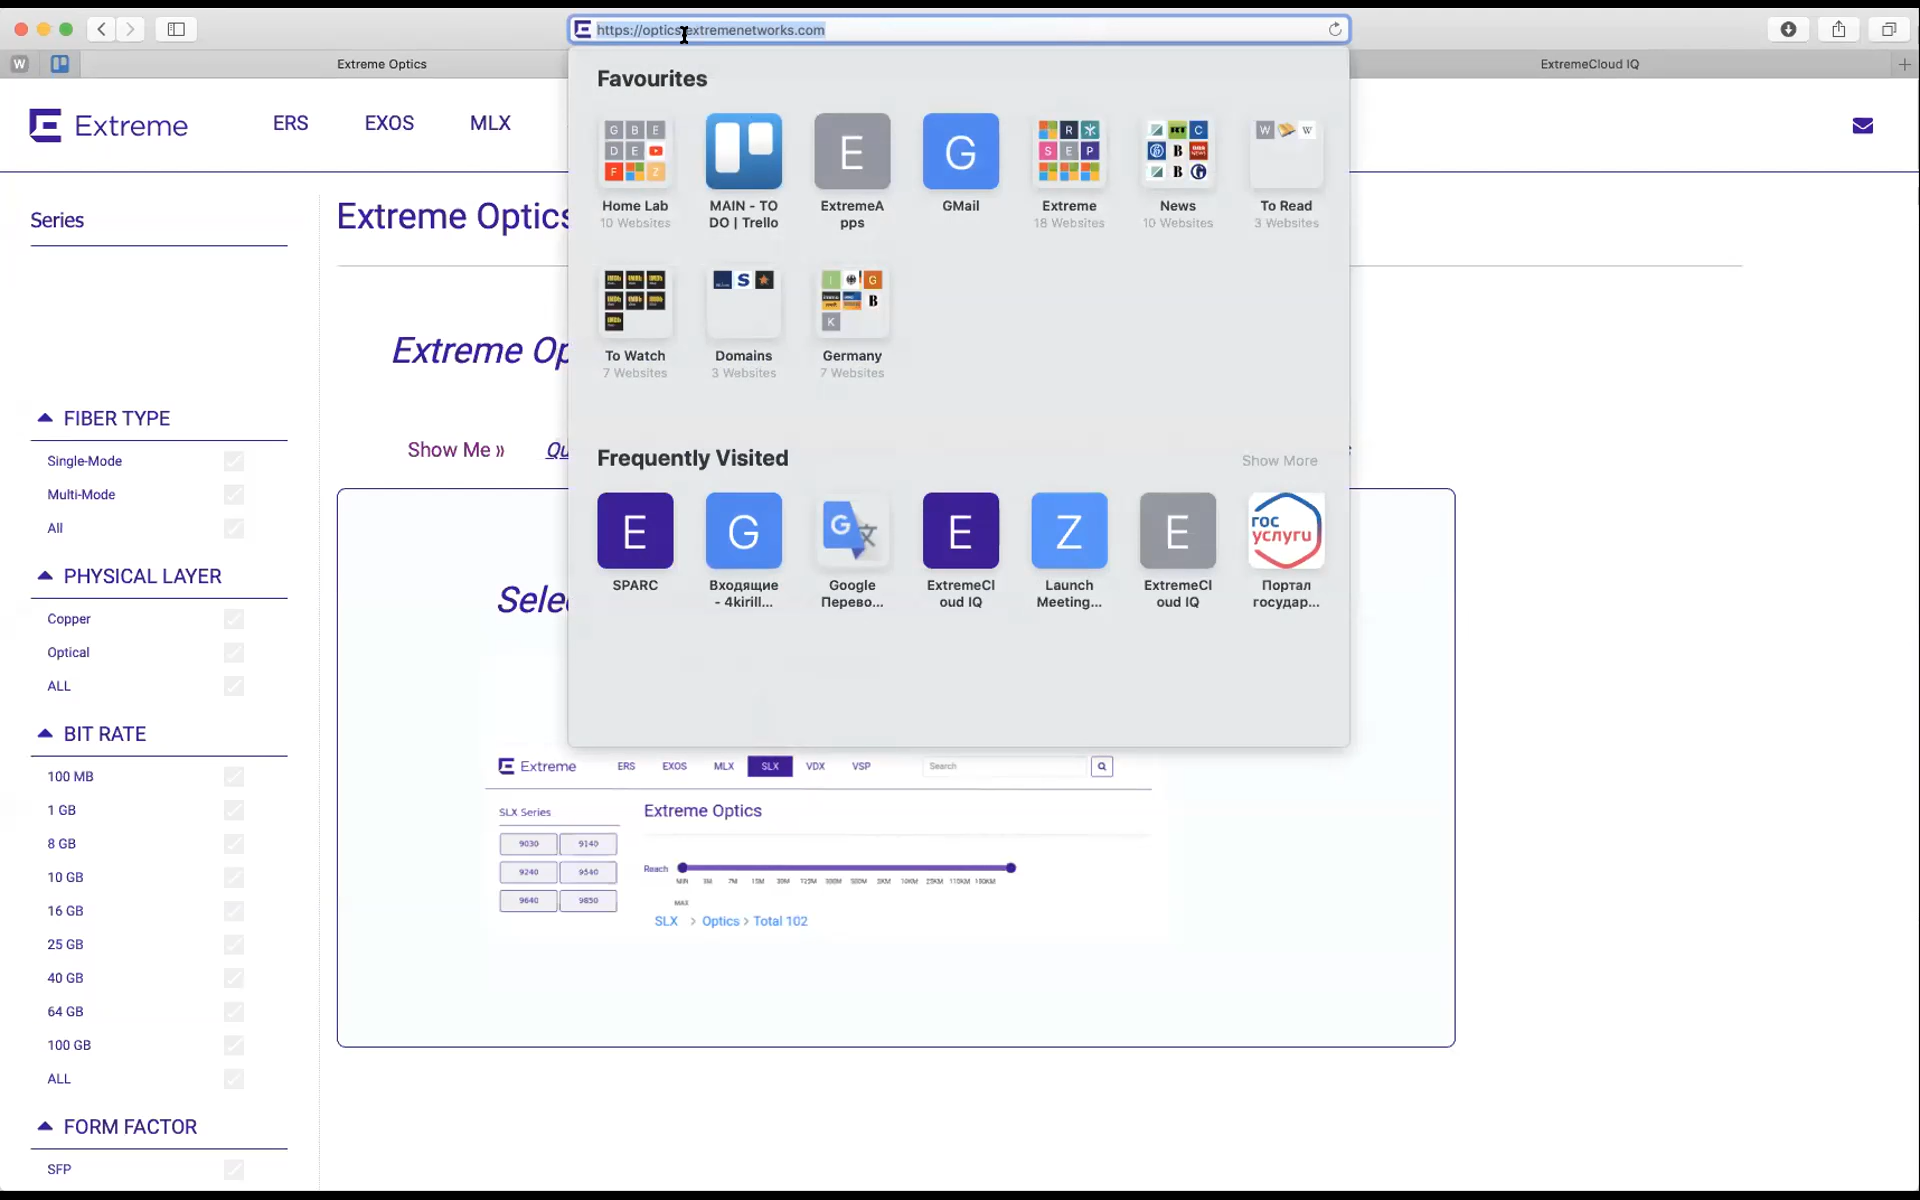 https://optics.extremenetworks.com
W
Extreme Optics
ExtremeCloud IQ
Extreme
ERS
EXOS
MLX
Series
Extreme Optics
Extreme Op
Show Me »
Qu
Selec
FIBER TYPE
Single-Mode
Multi-Mode
All
PHYSICAL LAYER
Copper
Optical
ALL
BIT RATE
100 MB
1 GB
8 GB
10 GB
16 GB
25 GB
40 GB
64 GB
100 GB
ALL
FORM FACTOR
SFP
Favourites
G B E
D E
F Z
Home Lab
10 Websites
MAIN - TO
DO | Trello
E
ExtremeA
pps
G
GMail
R
S E P
Extreme
18 Websites
RT C
B
B
News
10 Websites
W W
To Read
3 Websites
To Watch
7 Websites
S
Domains
3 Websites
I G
B
K
Germany
7 Websites
Frequently Visited
Show More
E
SPARC
G
Входящие
- 4kirill...
G
Google
Перево...
E
ExtremeCl
oud IQ
Z
Launch
Meeting...
E
ExtremeCl
oud IQ
гос
услуги
Портал
государ...
Extreme
ERS
EXOS
MLX
SLX
VDX
VSP
Search
SLX Series
9030
9140
9240
9540
9640
9850
Extreme Optics
Reach
MAX
SLX > Optics > Total 102